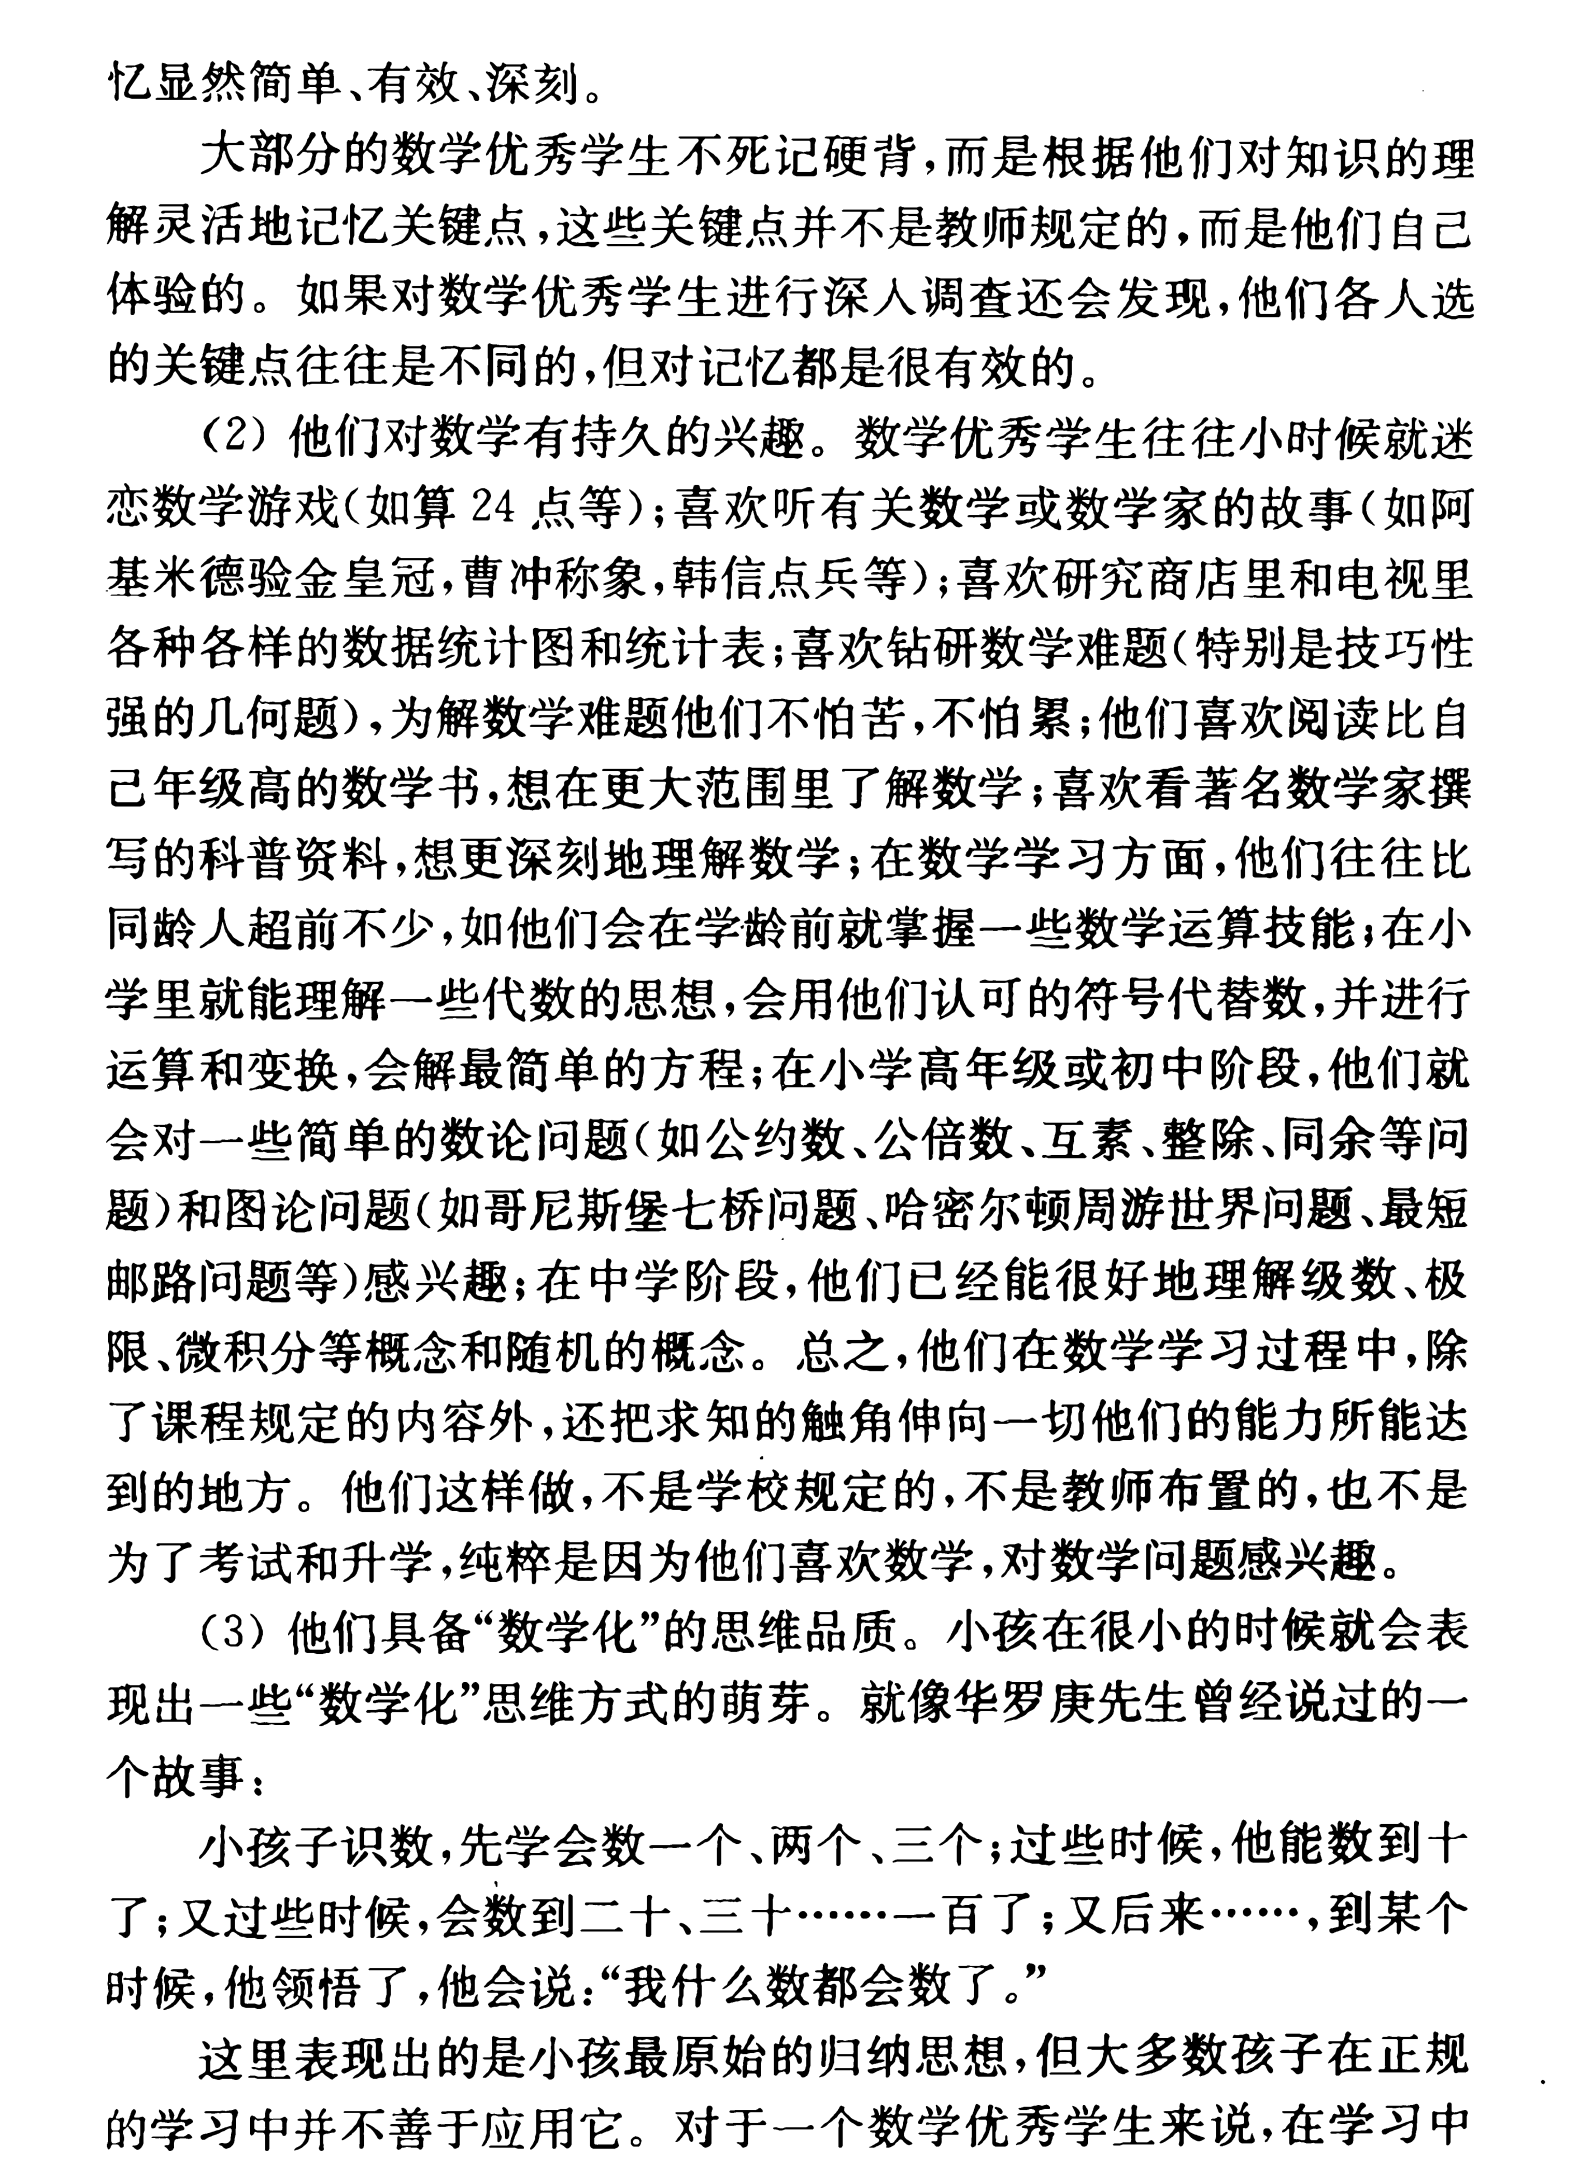 忆显然简单、有效、深刻。
大部分的数学优秀学生不死记硬背,而是根据他们对知识的理
解灵活地记忆关键点,这些关键点并不是教师规定的,而是他们自己
体验的。如果对数学优秀学生进行深入调查还会发现,他们各人选
的关键点往往是不同的,但对记忆都是很有效的。
(2) 他们对数学有持久的兴趣。数学优秀学生往往小时候就迷
恋数学游戏(如算 24 点等);喜欢听有关数学或数学家的故事(如阿
基米德验金皇冠,曹冲称象,韩信点兵等);喜欢研究商店里和电视里
各种各样的数据统计图和统计表;喜欢钻研数学难题(特别是技巧性
强的几何题),为解数学难题他们不怕苦,不怕累;他们喜欢阅读比自
己年级高的数学书,想在更大范围里了解数学;喜欢看著名数学家撰
写的科普资料,想更深刻地理解数学;在数学学习方面,他们往往比
同龄人超前不少,如他们会在学龄前就掌握一些数学运算技能;在小
学里就能理解一些代数的思想,会用他们认可的符号代替数,并进行
运算和变换,会解最简单的方程;在小学高年级或初中阶段,他们就
会对一些简单的数论问题(如公约数、公倍数、互素、整除、同余等问
题)和图论问题(如哥尼斯堡七桥问题、哈密尔顿周游世界问题、最短
邮路问题等)感兴趣;在中学阶段,他们已经能很好地理解级数、极
限、微积分等概念和随机的概念。总之,他们在数学学习过程中,除
了课程规定的内容外,还把求知的触角伸向一切他们的能力所能达
到的地方。他们这样做,不是学校规定的,不是教师布置的,也不是
为了考试和升学,纯粹是因为他们喜欢数学,对数学问题感兴趣。
(3) 他们具备“数学化”的思维品质。小孩在很小的时候就会表
现出一些“数学化”思维方式的萌芽。就像华罗庚先生曾经说过的一
个故事:
小孩子识数,先学会数一个、两个、三个;过些时候,他能数到十
了;又过些时候,会数到二十、三十……一百了;又后来……,到某个
时候,他领悟了,他会说:“我什么数都会数了。”
这里表现出的是小孩最原始的归纳思想,但大多数孩子在正规
的学习中并不善于应用它。对于一个数学优秀学生来说,在学习中